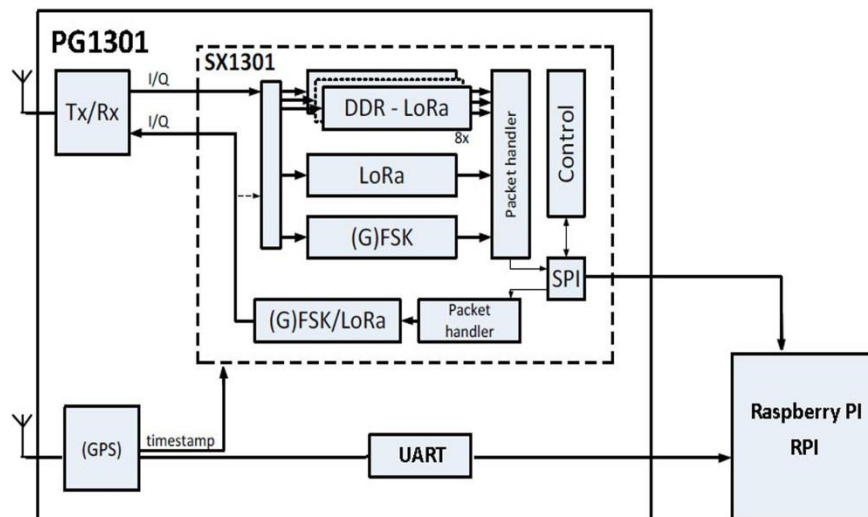 PG1301
SX1301
I/Q
Tx/Rx
I/Q
DDR - LoRa
8x
LoRa
(G)FSK
Packet handler
Control
SPI
(G)FSK/LoRa
Packet
handler
(GPS)
timestamp
UART
Raspberry PI
RPI